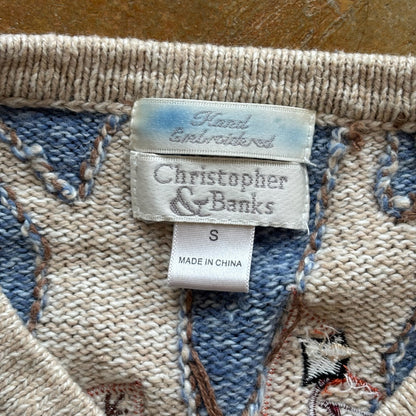 Hand
Embroidered
Christopher
& Banks
S
MADE IN CHINA